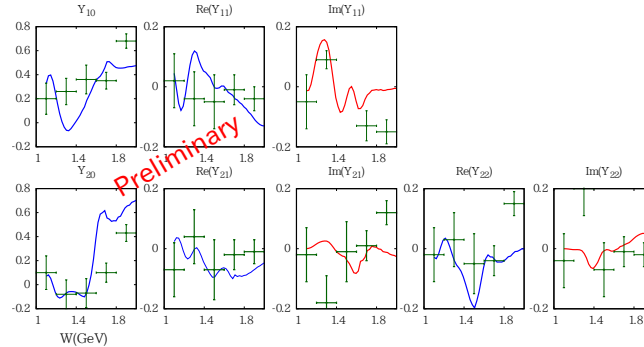 Y10 Re(Y11) Im(Y11)
0.8 0.2 0.2
0.6
0.4
0.2 0 0
0
-0.2 -0.2 -0.2
1 1.4 1.8 1 1.4 1.8 1 1.4 1.8
Preliminary
Y20 Re(Y21) Im(Y21) Re(Y22) Im(Y22)
0.8 0.2 0.2 0.2 0.2
0.6
0.4
0.2 0 0 0 0
0
-0.2 -0.2 -0.2 -0.2 -0.2
1 1.4 1.8 1 1.4 1.8 1 1.4 1.8 1 1.4 1.8 1 1.4 1.8
W(GeV)